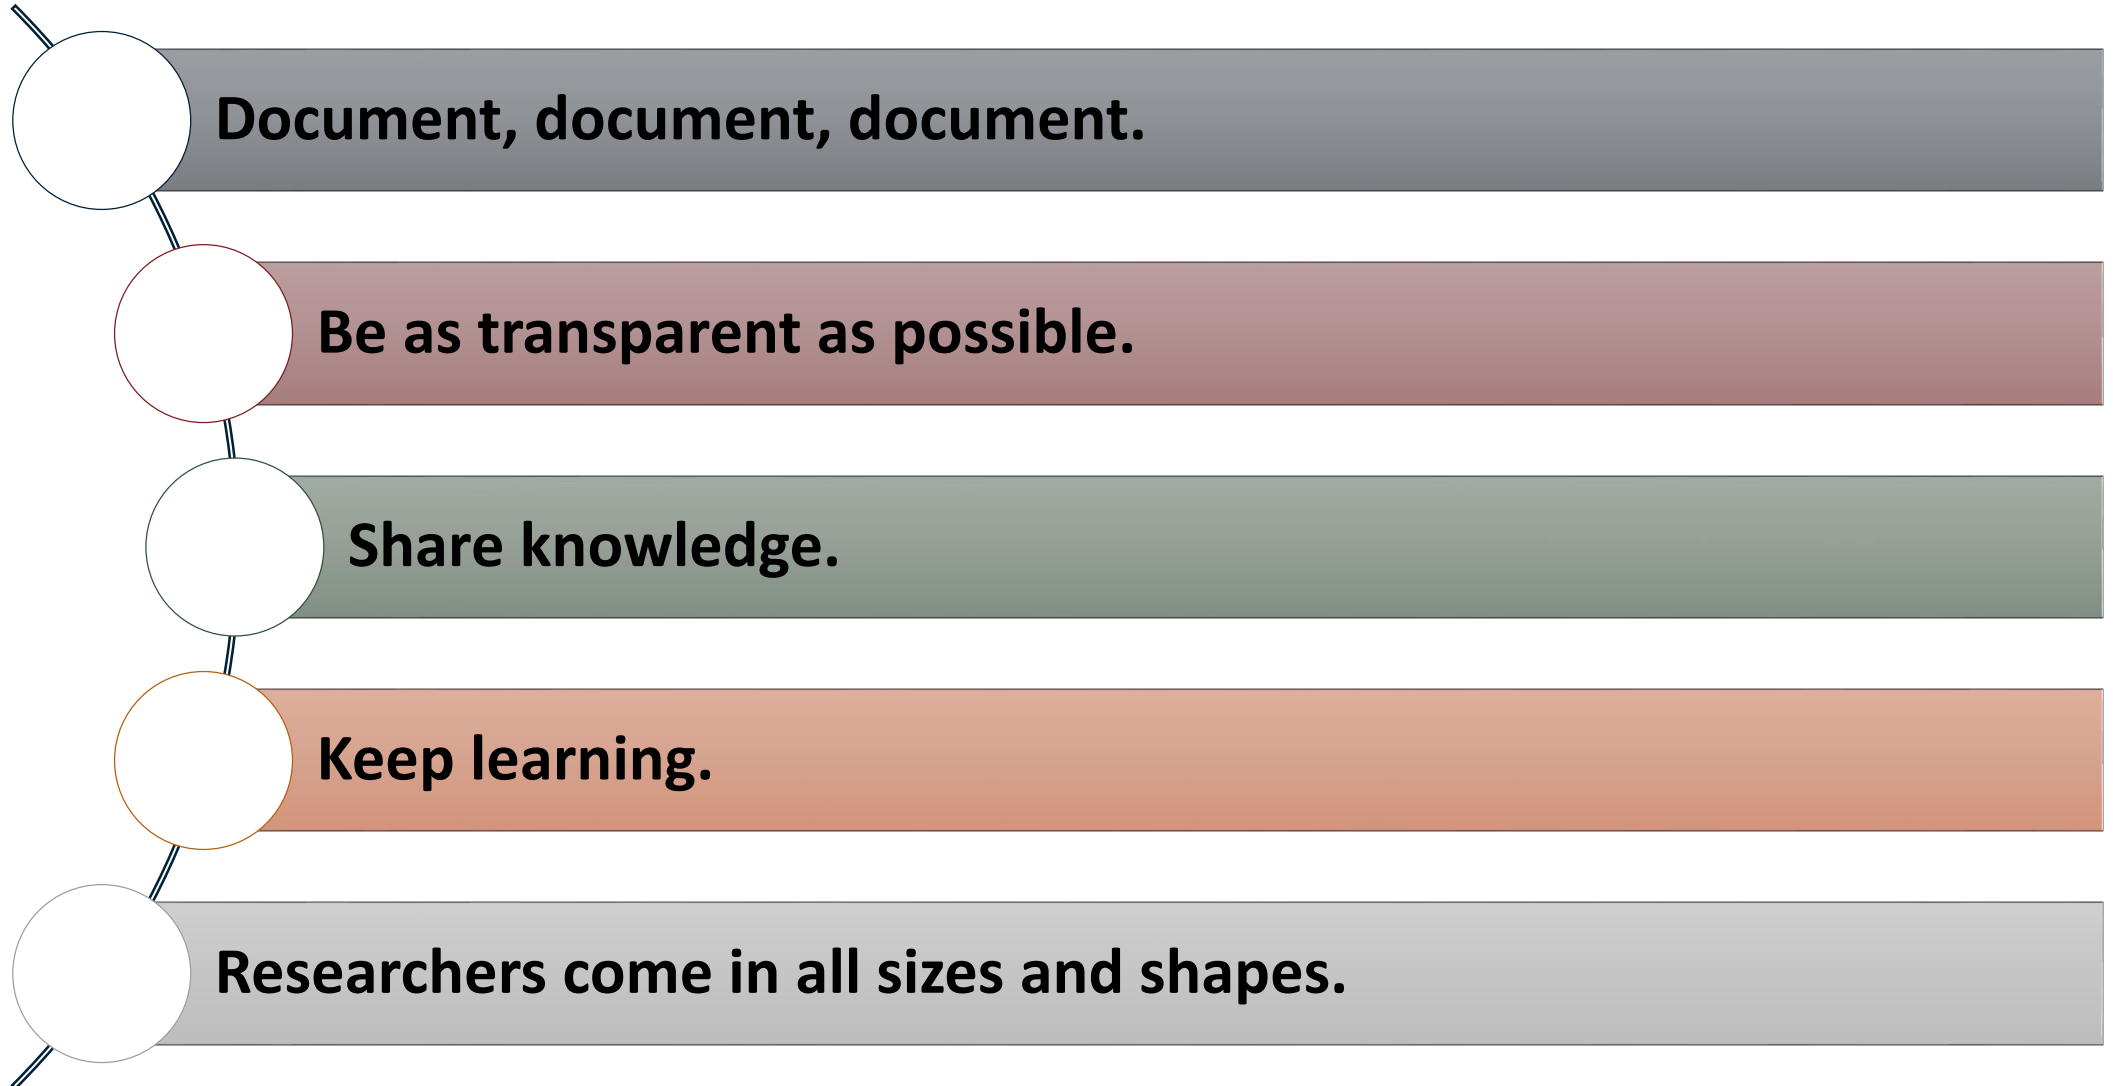 Document, document, document.
Be as transparent as possible.
Share knowledge.
Keep learning.
Researchers come in all sizes and shapes.